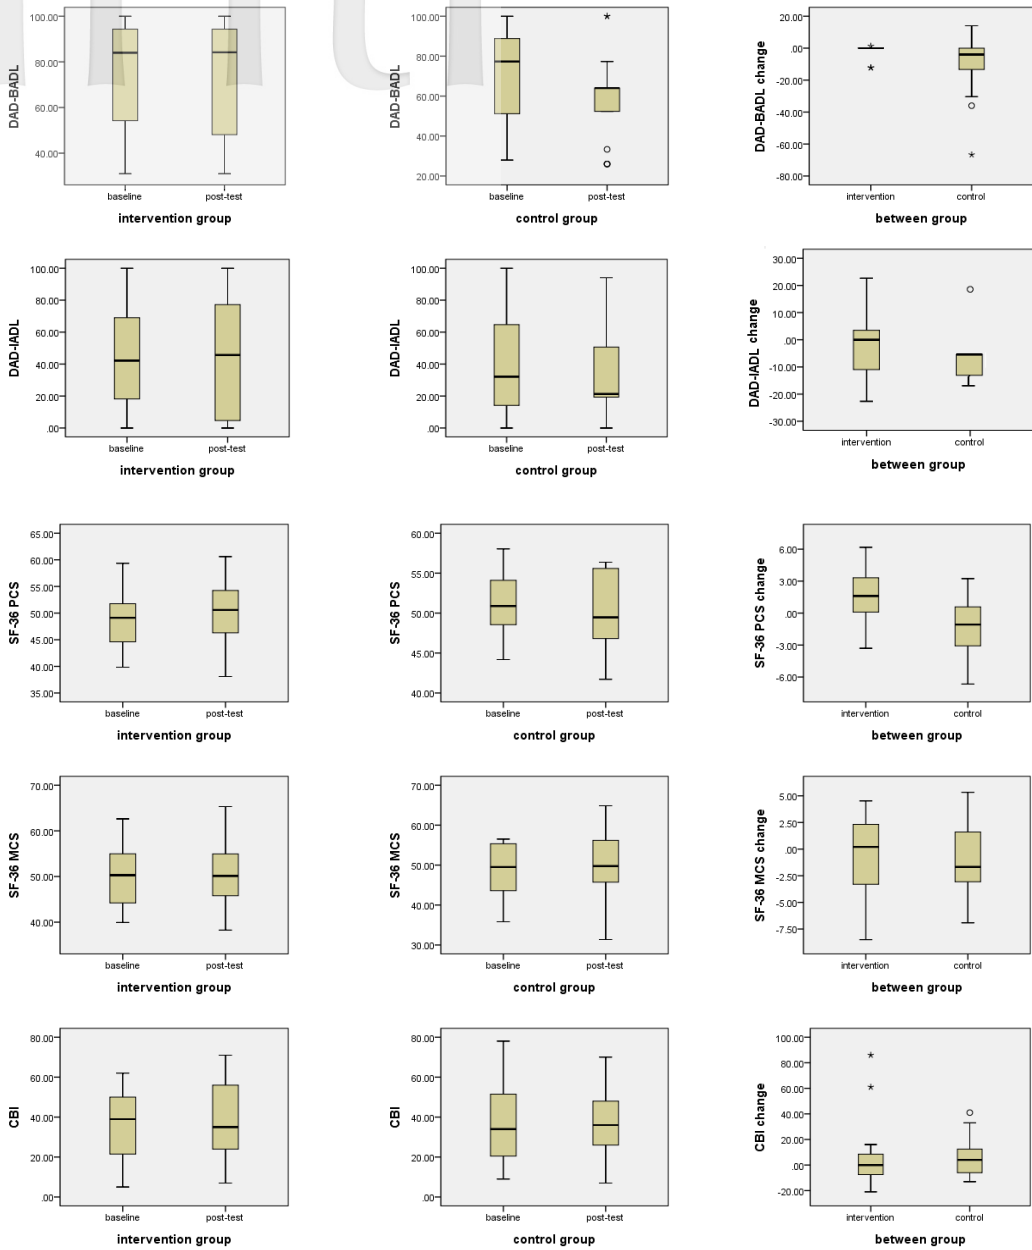 DAD-BADL
100.00
80.00
60.00
40.00
baseline post-test
intervention group
DAD-BADL
100.00
80.00
60.00
40.00
20.00
baseline post-test
control group
DAD-BADL change
20.00
.00
-20.00
-40.00
-60.00
-80.00
intervention control
between group
DAD-IADL
100.00
80.00
60.00
40.00
20.00
.00
baseline post-test
intervention group
DAD-IADL
100.00
80.00
60.00
40.00
20.00
.00
baseline post-test
control group
DAD-IADL change
30.00
20.00
10.00
.00
-10.00
-20.00
-30.00
intervention control
between group
SF-36 PCS
65.00
60.00
55.00
50.00
45.00
40.00
35.00
baseline post-test
intervention group
SF-36 PCS
60.00
55.00
50.00
45.00
40.00
baseline post-test
control group
SF-36 PCS change
6.00
3.00
.00
-3.00
-6.00
intervention control
between group
SF-36 MCS
70.00
60.00
50.00
40.00
baseline post-test
intervention group
SF-36 MCS
70.00
60.00
50.00
40.00
30.00
baseline post-test
control group
SF-36 MCS change
5.00
2.50
.00
-2.50
-5.00
-7.50
intervention control
between group
CBI
80.00
60.00
40.00
20.00
.00
baseline post-test
intervention group
CBI
80.00
60.00
40.00
20.00
.00
baseline post-test
control group
CBI change
100.00
80.00
60.00
40.00
20.00
.00
-20.00
intervention control
between group